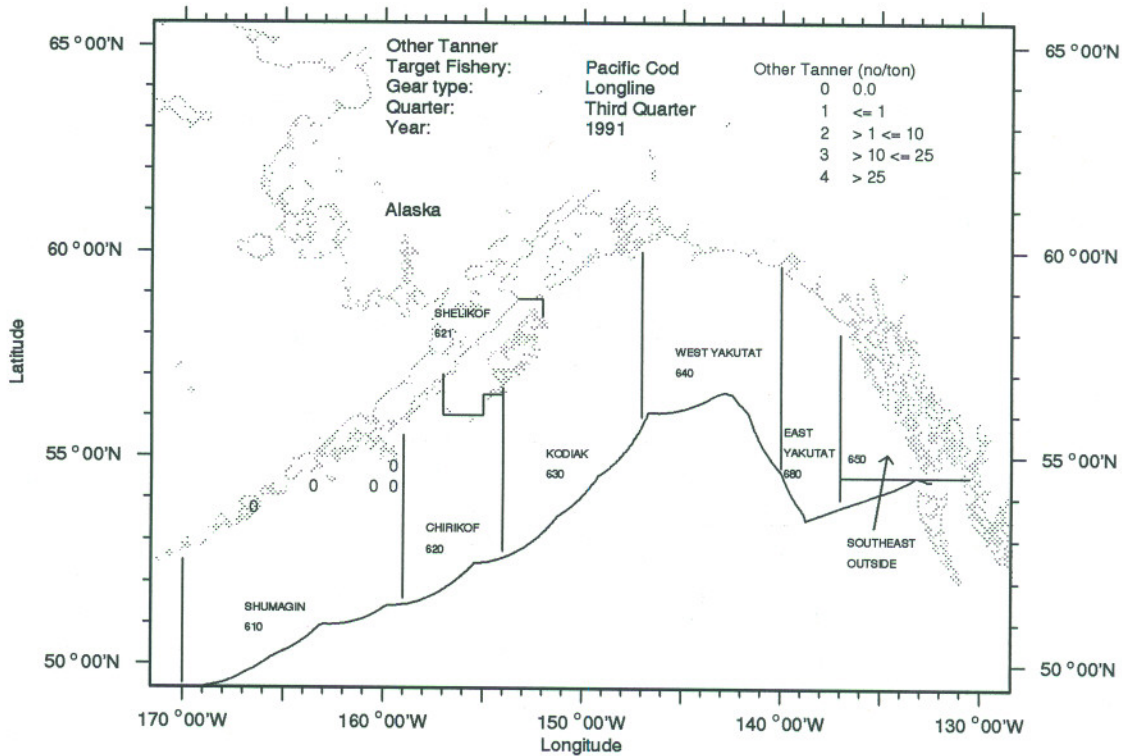 Other Tanner
Target Fishery: Pacific Cod
Gear type: Longline
Quarter: Third Quarter
Year: 1991
Other Tanner (no/ton)
0 0.0
1 <= 1
2 > 1 <= 10
3 > 10 <= 25
4 > 25
65 °00'N
65 °00'N
Alaska
60 °00'N
60 °00'N
SHELIKOF
621
WEST YAKUTAT
640
Latitude
55 °00'N
55 °00'N
EAST
YAKUTAT
680
650
KODIAK
630
0
0 0 0
0
CHIRIKOF
620
SOUTHEAST
OUTSIDE
SHUMAGIN
610
50 °00'N
50 °00'N
170 °00'W 160 °00'W 150 °00'W 140 °00'W 130 °00'W
Longitude